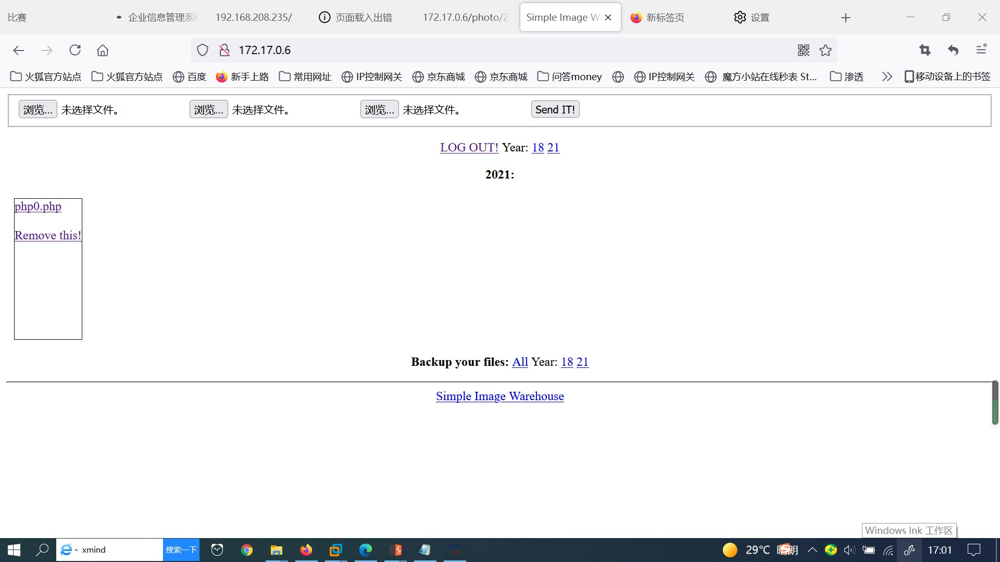 比赛
企业信息管理系统
192.168.208.235/
页面载入出错
172.17.0.6/photo/2
Simple Image Wa
新标签页
设置
172.17.0.6
火狐官方站点 火狐官方站点 百度 新手上路 常用网址 IP控制网关 京东商城 京东商城 问答money IP控制网关 魔方小站在线秒表 St... 渗透 移动设备上的书签
浏览... 未选择文件。 浏览... 未选择文件。 浏览... 未选择文件。 Send IT!
LOG OUT! Year: 18 21
2021:
php0.php
Remove this!
Backup your files: All Year: 18 21
Simple Image Warehouse
Windows Ink 工作区
xmind 搜索一下 29℃ 晴朗 17:01